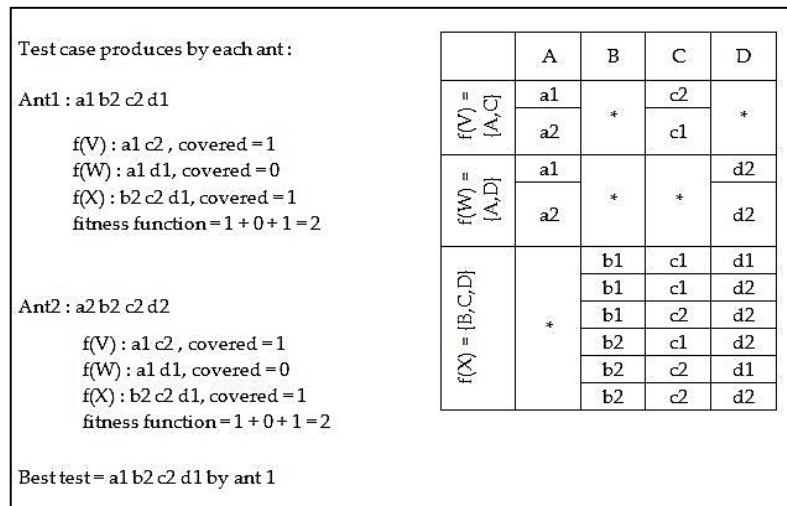 Test case produces by each ant :
Ant1 : a1 b2 c2 d1
f(V) : a1 c2 , covered = 1
f(W) : a1 d1, covered = 0
f(X) : b2 c2 d1, covered = 1
fitness function = 1 + 0 + 1 = 2
Ant2 : a2 b2 c2 d2
f(V) : a1 c2 , covered = 1
f(W) : a1 d1, covered = 0
f(X) : b2 c2 d1, covered = 1
fitness function = 1 + 0 + 1 = 2
Best test = a1 b2 c2 d1 by ant 1
A B C D
f(V) =
{A,C}
a1 * c2 *
a2 c1
f(W) =
{A,D}
a1 * * d2
a2 d2
f(X) = {B,C,D}
*
b1 c1 d1
b1 c1 d2
b1 c2 d2
b2 c1 d2
b2 c2 d1
b2 c2 d2